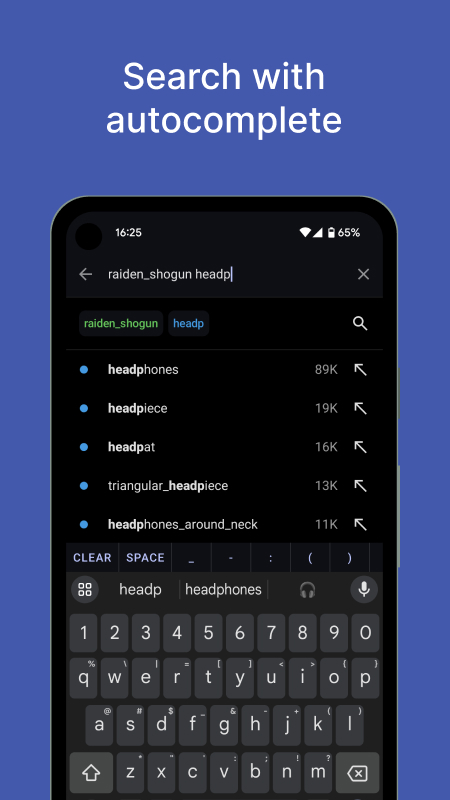 Search with
autocomplete
16:25 65%
raiden_shogun headp
raiden_shogun headp
headphones 89K
headpiece 19K
headpat 16K
triangular_headpiece 13K
headphones_around_neck 11K
CLEAR SPACE _ - : ( )
headp headphones 🎧
1 2 3 4 5 6 7 8 9 0
% \ | = [ ] < > { }
q w e r t y u i o p
@ # $ _ & - + ( )
a s d f g h j k l
* " ' : ; ! ?
z x c v b n m